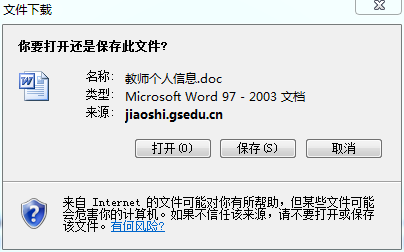 文件下载
你要打开还是保存此文件?
名称: 教师个人信息.doc
类型: Microsoft Word 97 - 2003 文档
来源: jiaoshi.gsedu.cn
打开(O) 保存(S) 取消
来自 Internet 的文件可能对你有所帮助，但某些文件可能
会危害你的计算机。如果不信任该来源，请不要打开或保存
该文件。有何风险?